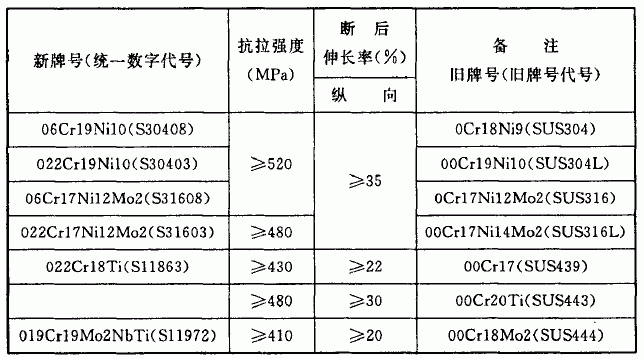 新牌号(统一数字代号) 抗拉强度(MPa) 断后伸长率(%) 纵向 备注 旧牌号(旧牌号代号)
06Cr19Ni10(S30408) ≥520 ≥35 0Cr18Ni9(SUS304)
022Cr19Ni10(S30403) 00Cr19Ni10(SUS304L)
06Cr17Ni12Mo2(S31608) 0Cr17Ni12Mo2(SUS316)
022Cr17Ni12Mo2(S31603) ≥480 00Cr17Ni14Mo2(SUS316L)
022Cr18Ti(S11863) ≥430 ≥22 00Cr17(SUS439)
≥480 ≥30 00Cr20Ti(SUS443)
019Cr19Mo2NbTi(S11972) ≥410 ≥20 00Cr18Mo2(SUS444)